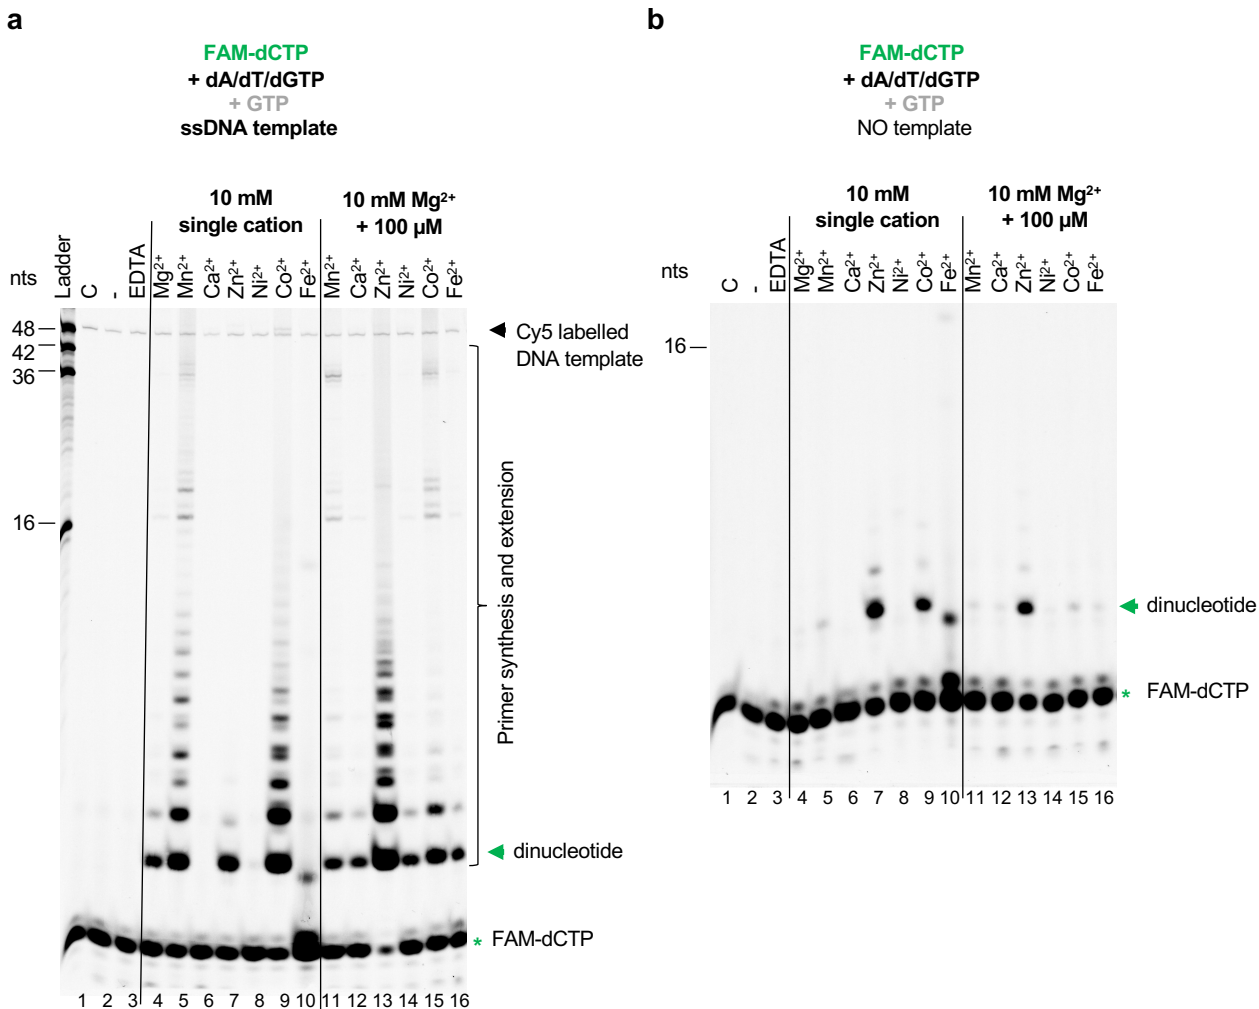 a
FAM-dCTP
+ dA/dT/dGTP
+ GTP
ssDNA template
10 mM
single cation
10 mM Mg²⁺
+ 100 µM
nts
Ladder
C
-
EDTA
Mg²⁺
Mn²⁺
Ca²⁺
Zn²⁺
Ni²⁺
Co²⁺
Fe²⁺
Mn²⁺
Ca²⁺
Zn²⁺
Ni²⁺
Co²⁺
Fe²⁺
48
42
36
16
Cy5 labelled
DNA template
Primer synthesis and extension
dinucleotide
* FAM-dCTP
1 2 3 4 5 6 7 8 9 10 11 12 13 14 15 16
b
FAM-dCTP
+ dA/dT/dGTP
+ GTP
NO template
10 mM
single cation
10 mM Mg²⁺
+ 100 µM
nts
C
-
EDTA
Mg²⁺
Mn²⁺
Ca²⁺
Zn²⁺
Ni²⁺
Co²⁺
Fe²⁺
Mn²⁺
Ca²⁺
Zn²⁺
Ni²⁺
Co²⁺
Fe²⁺
16
dinucleotide
* FAM-dCTP
1 2 3 4 5 6 7 8 9 10 11 12 13 14 15 16